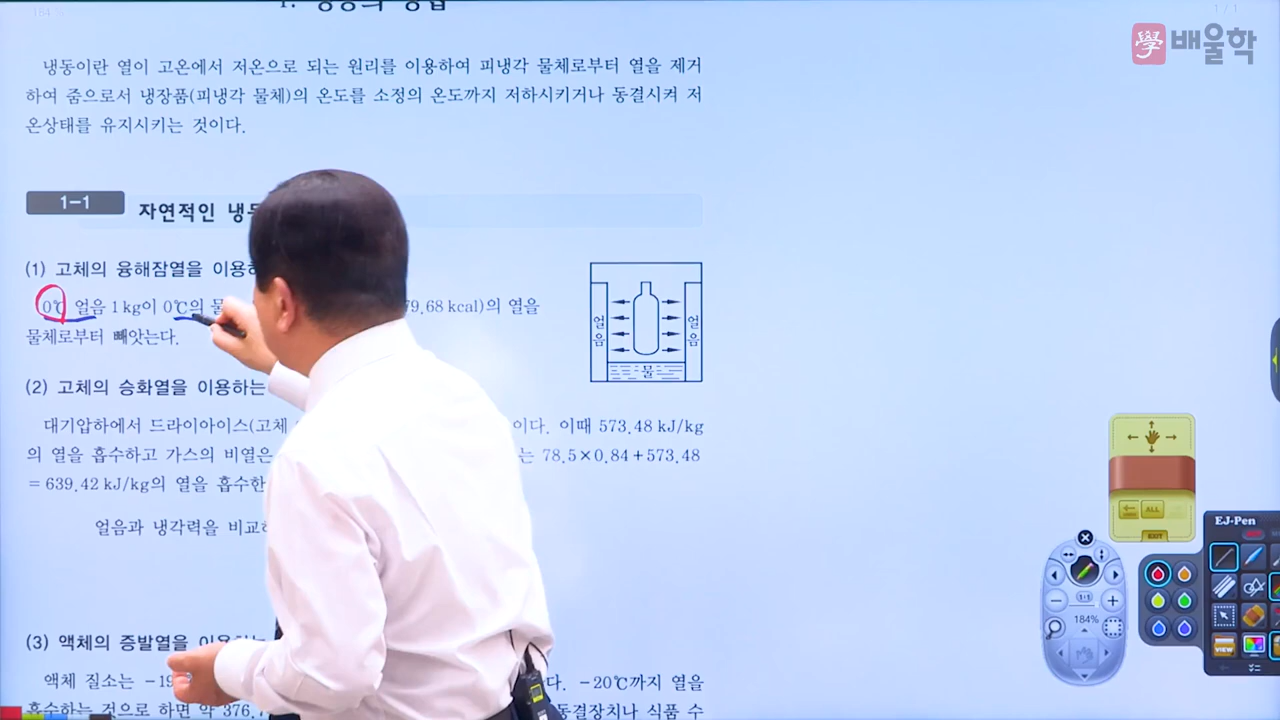 184 %
1 / 1
1. 냉동의 방법
學 배울학
냉동이란 열이 고온에서 저온으로 되는 원리를 이용하여 피냉각 물체로부터 열을 제거
하여 줌으로서 냉장품(피냉각 물체)의 온도를 소정의 온도까지 저하시키거나 동결시켜 저
온상태를 유지시키는 것이다.
1-1 자연적인
(1) 고체의 융해잠열을
0℃ 얼음 1 kg이 0℃의 79.68 kcal)의 열을
물체로부터 빼앗는다.
얼음
얼음
물
(2) 고체의 승화열을 이용하는
대기압하에서 드라이아이스(고체 이다. 이때 573.48 kJ/kg
의 열을 흡수하고 가스의 비열은 는 78.5×0.84+573.48
= 639.42 kJ/kg의 열을 흡수한
얼음과 냉각력을
(3) 액체의 증발열을
액체 질소는 다. -20℃까지 열을
흡수하는 것으로 하면 약 동결장치나 식품 수
ALL
EXIT
EJ-Pen
1:1
184%
VIEW